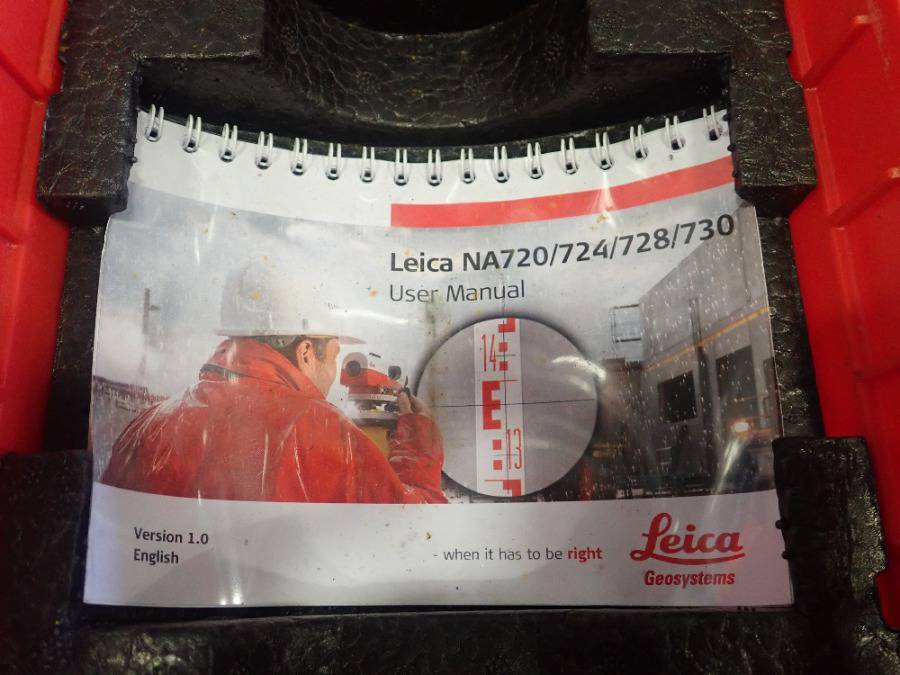 Leica NA720/724/728/730
User Manual
14
13
Version 1.0
English
- when it has to be right
Leica
Geosystems